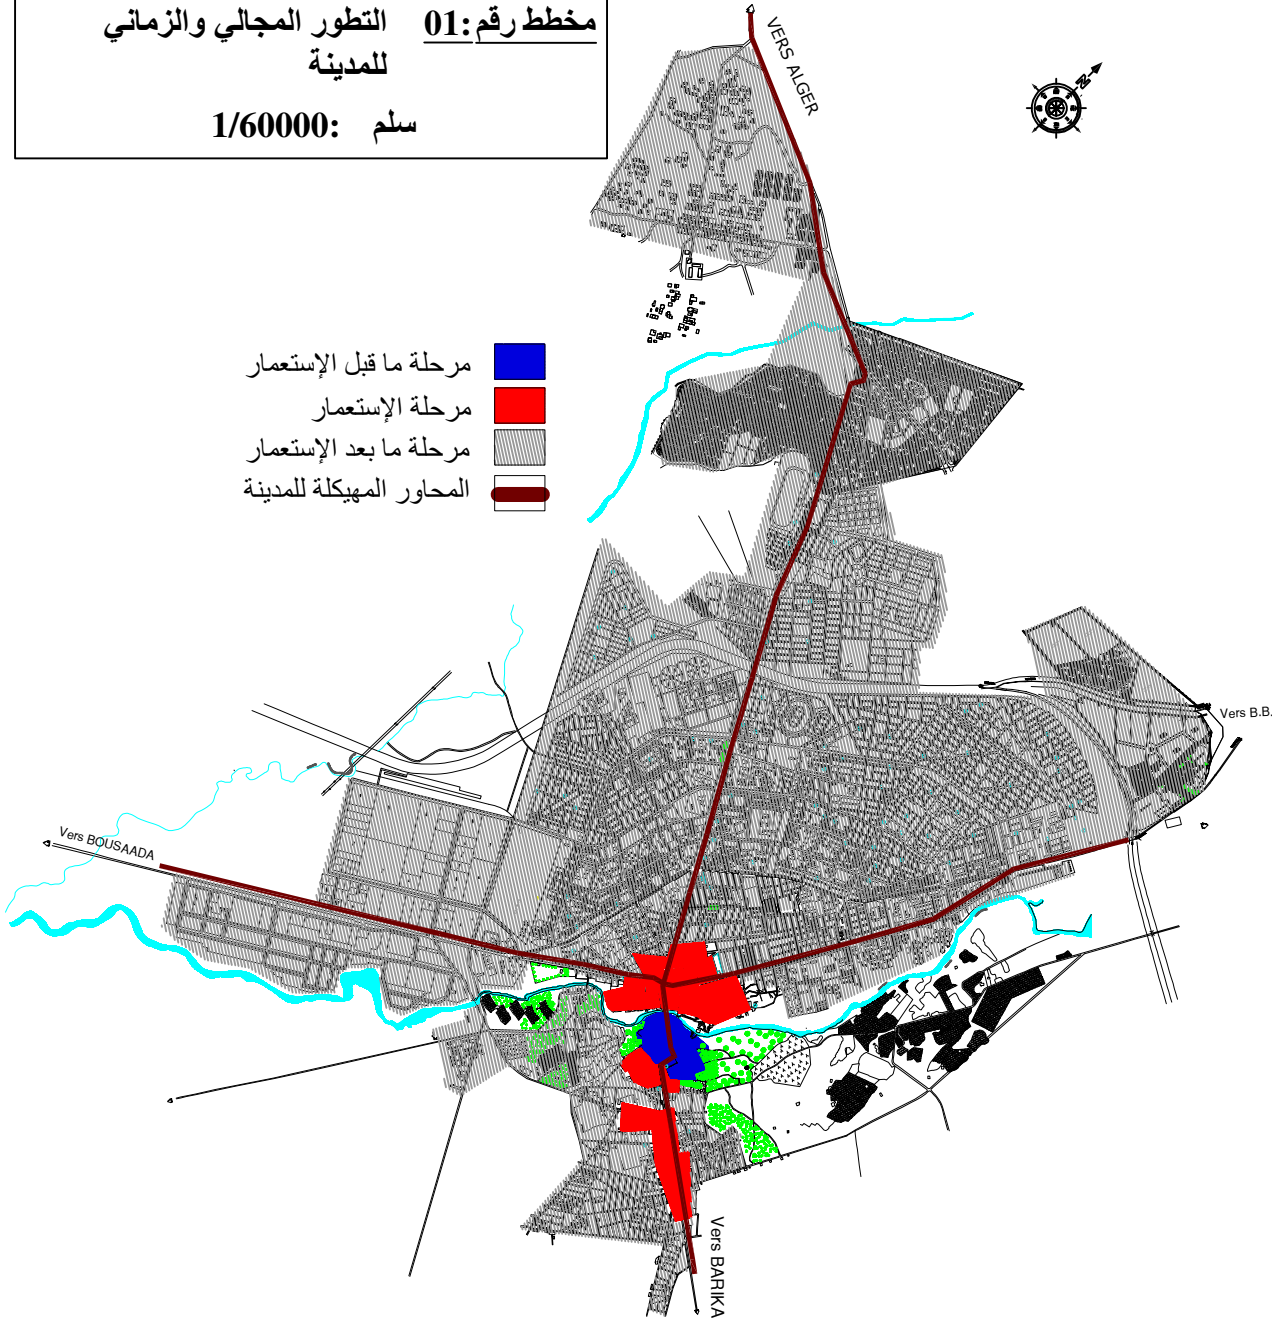 مخطط رقم:01 التطور المجالي والزماني
للمدينة
سلم :1/60000
VERS ALGER
N
مرحلة ما قبل الإستعمار
مرحلة الإستعمار
مرحلة ما بعد الإستعمار
المحاور المهيكلة للمدينة
Vers B.B.
Vers BOUSAADA
Vers BARIKA